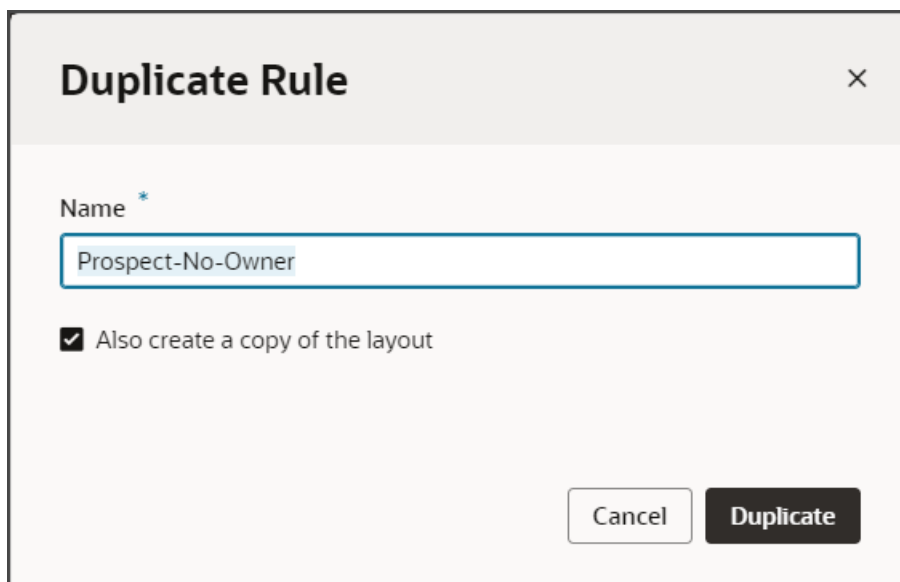 Duplicate Rule
Name *
Prospect-No-Owner
Also create a copy of the layout
Cancel Duplicate